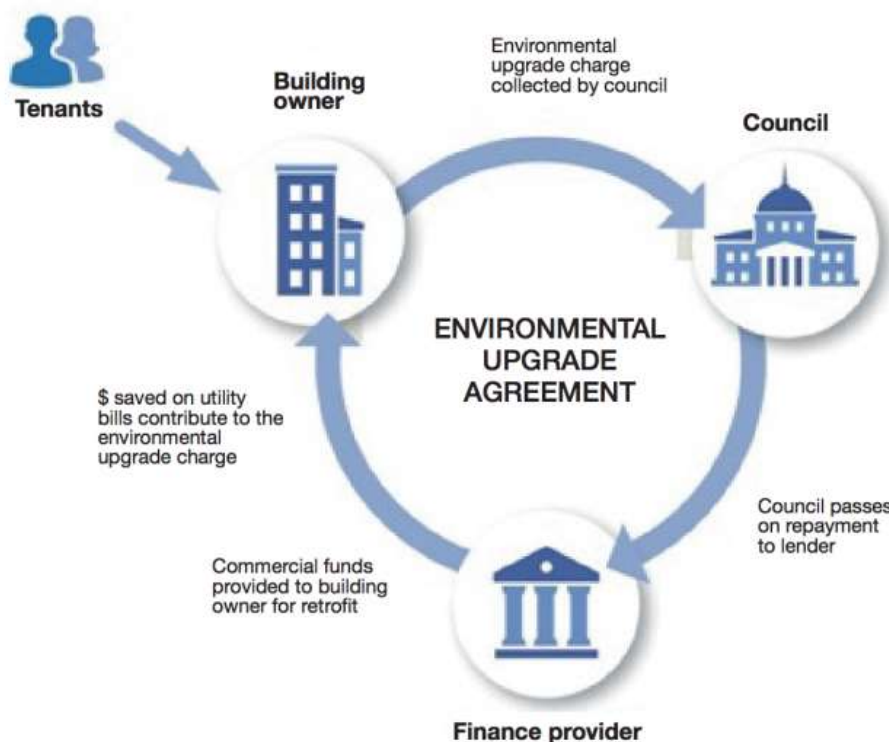 Tenants
Building
owner
Environmental
upgrade charge
collected by council
Council
ENVIRONMENTAL
UPGRADE
AGREEMENT
$ saved on utility
bills contribute to the
environmental
upgrade charge
Council passes
on repayment
to lender
Commercial funds
provided to building
owner for retrofit
Finance provider